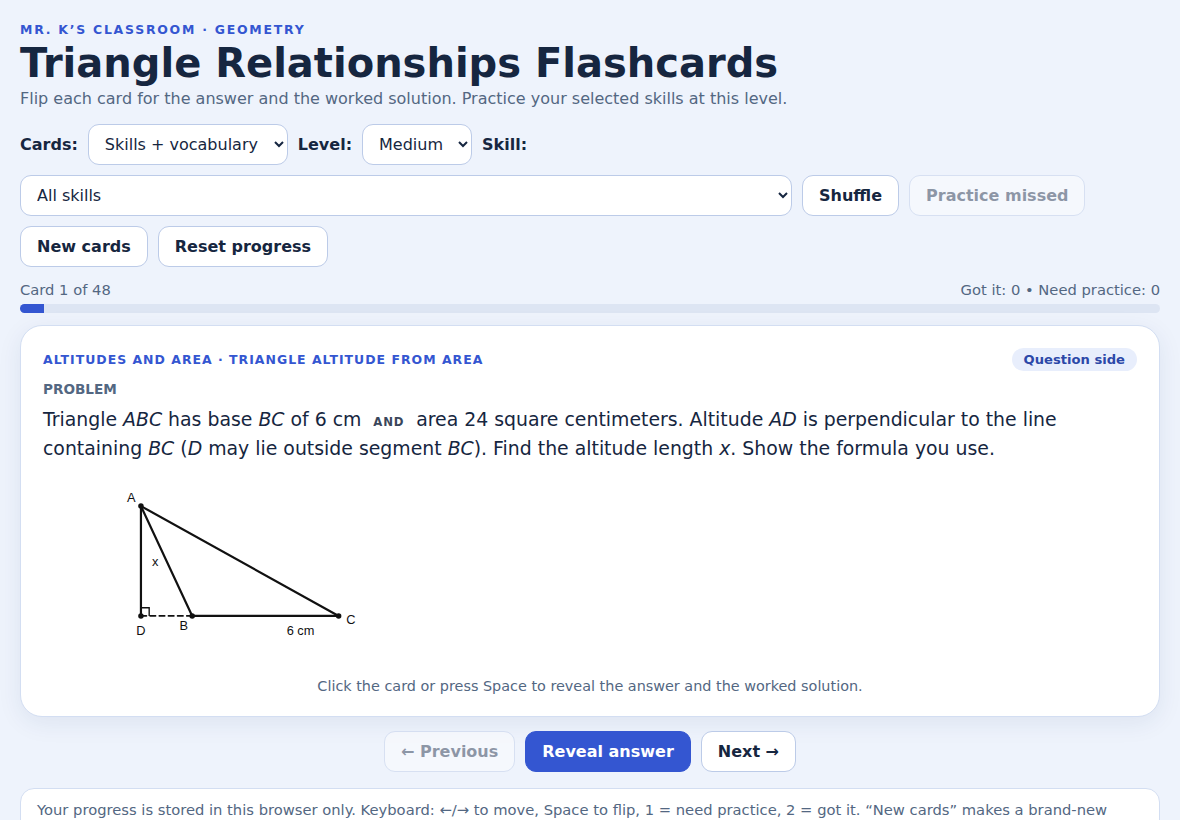 MR. K’S CLASSROOM · GEOMETRY
Triangle Relationships Flashcards
Flip each card for the answer and the worked solution. Practice your selected skills at this level.
Cards: Skills + vocabulary Level: Medium Skill:
All skills Shuffle Practice missed
New cards Reset progress
Card 1 of 48 Got it: 0 • Need practice: 0
ALTITUDES AND AREA · TRIANGLE ALTITUDE FROM AREA Question side
PROBLEM
Triangle ABC has base BC of 6 cm AND area 24 square centimeters. Altitude AD is perpendicular to the line
containing BC (D may lie outside segment BC). Find the altitude length x. Show the formula you use.
A
x
C
B
D 6 cm
Click the card or press Space to reveal the answer and the worked solution.
← Previous Reveal answer Next →
Your progress is stored in this browser only. Keyboard: ←/→ to move, Space to flip, 1 = need practice, 2 = got it. “New cards” makes a brand-new